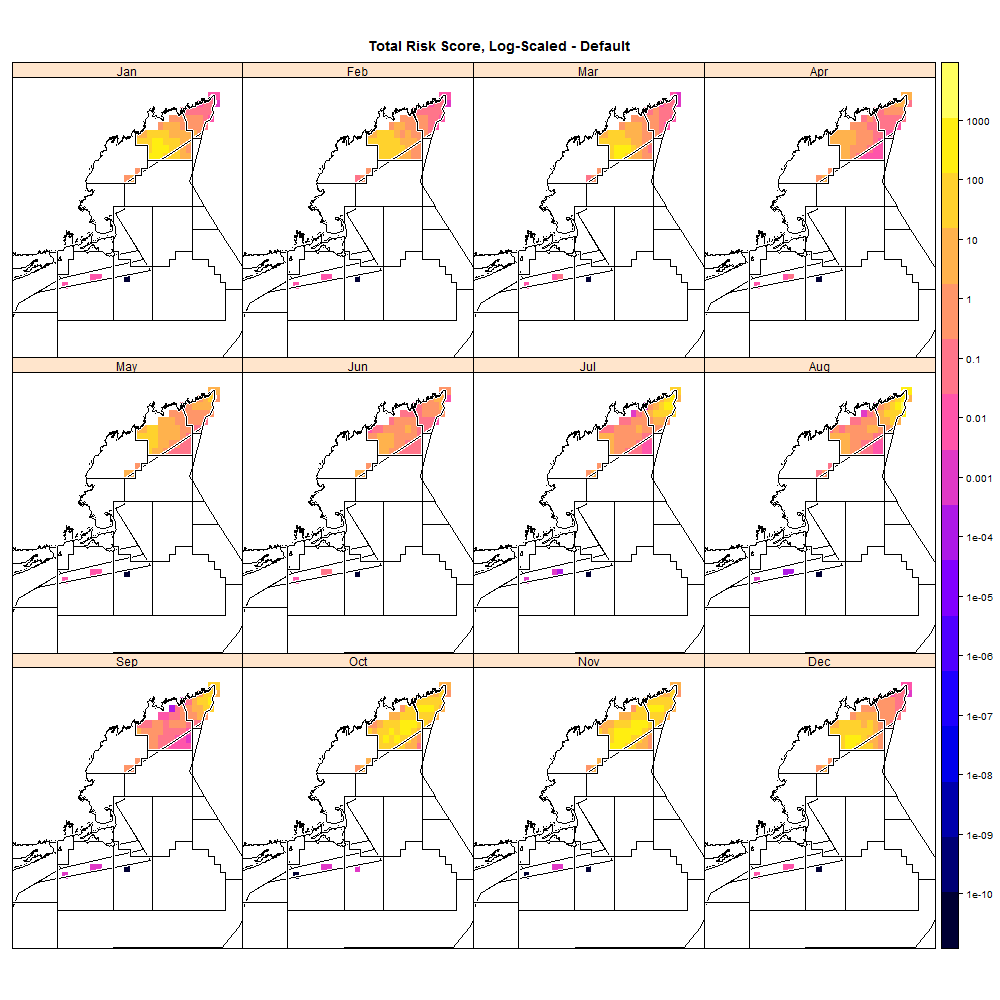 Total Risk Score, Log-Scaled - Default
Jan
Feb
Mar
Apr
May
Jun
Jul
Aug
Sep
Oct
Nov
Dec
1000
100
10
1
0.1
0.01
0.001
1e-04
1e-05
1e-06
1e-07
1e-08
1e-09
1e-10